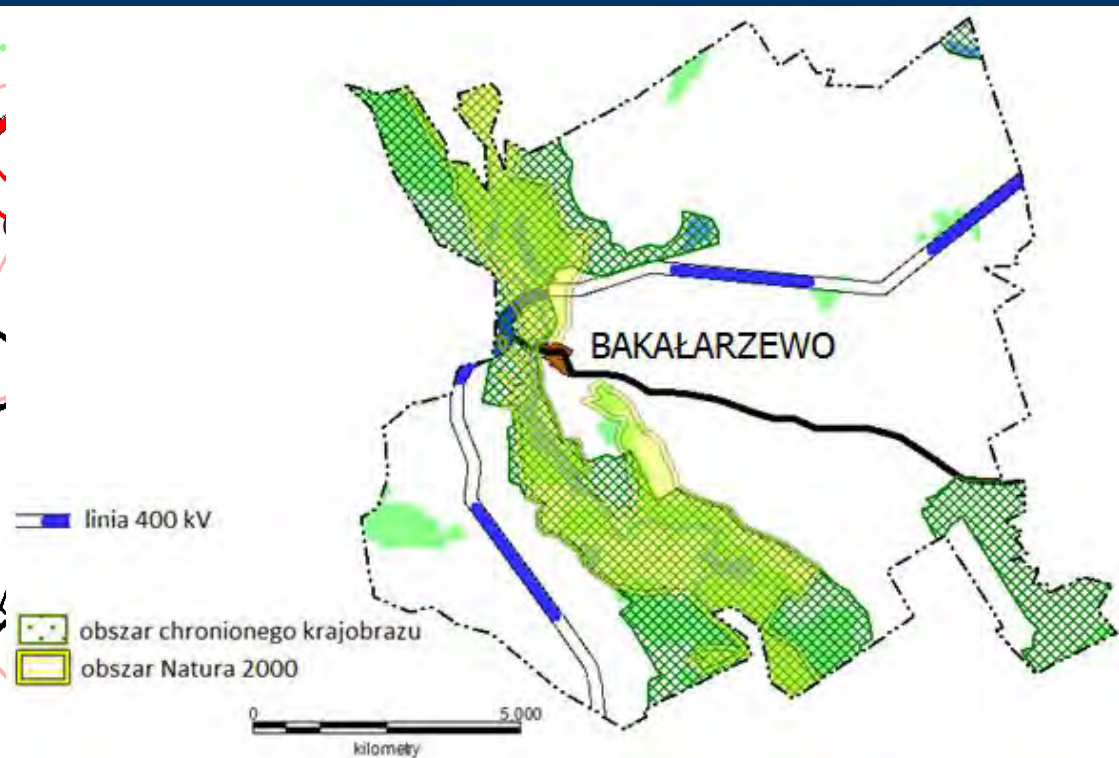 BAKAŁARZEWO
linia 400 kV
obszar chronionego krajobrazu
obszar Natura 2000
0 5.000
kilometry